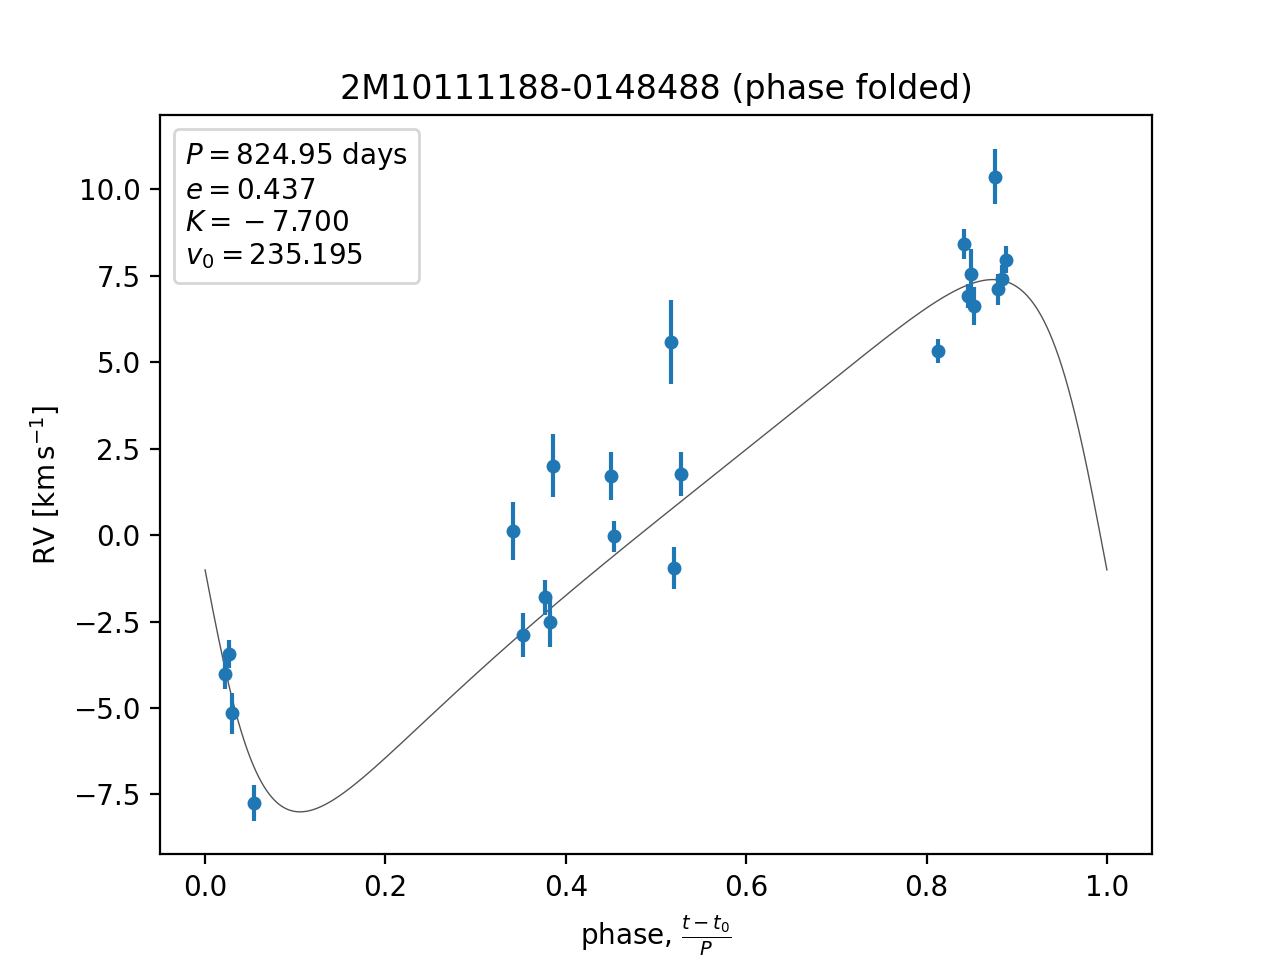 2M10111188-0148488 (phase folded)
P = 824.95 days
e = 0.437
K = −7.700
v₀ = 235.195
RV [km s⁻¹]
10.0
7.5
5.0
2.5
0.0
−2.5
−5.0
−7.5
0.0 0.2 0.4 0.6 0.8 1.0
phase, (t − t₀)/P